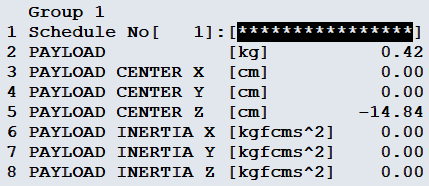 Group 1
1 Schedule No[   1]:[****************]
2 PAYLOAD [kg] 0.42
3 PAYLOAD CENTER X [cm] 0.00
4 PAYLOAD CENTER Y [cm] 0.00
5 PAYLOAD CENTER Z [cm] -14.84
6 PAYLOAD INERTIA X [kgfcms^2] 0.00
7 PAYLOAD INERTIA Y [kgfcms^2] 0.00
8 PAYLOAD INERTIA Z [kgfcms^2] 0.00